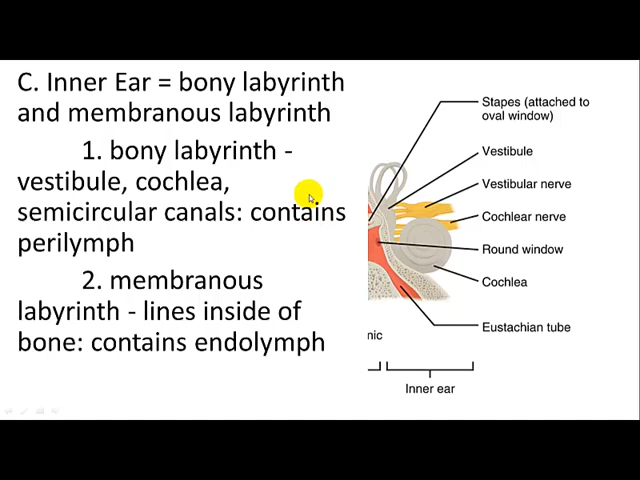 C. Inner Ear = bony labyrinth
and membranous labyrinth
1. bony labyrinth -
vestibule, cochlea,
semicircular canals: contains
perilymph
2. membranous
labyrinth - lines inside of
bone: contains endolymph
Stapes (attached to
oval window)
Vestibule
Vestibular nerve
Cochlear nerve
Round window
Cochlea
Eustachian tube
nic
Inner ear